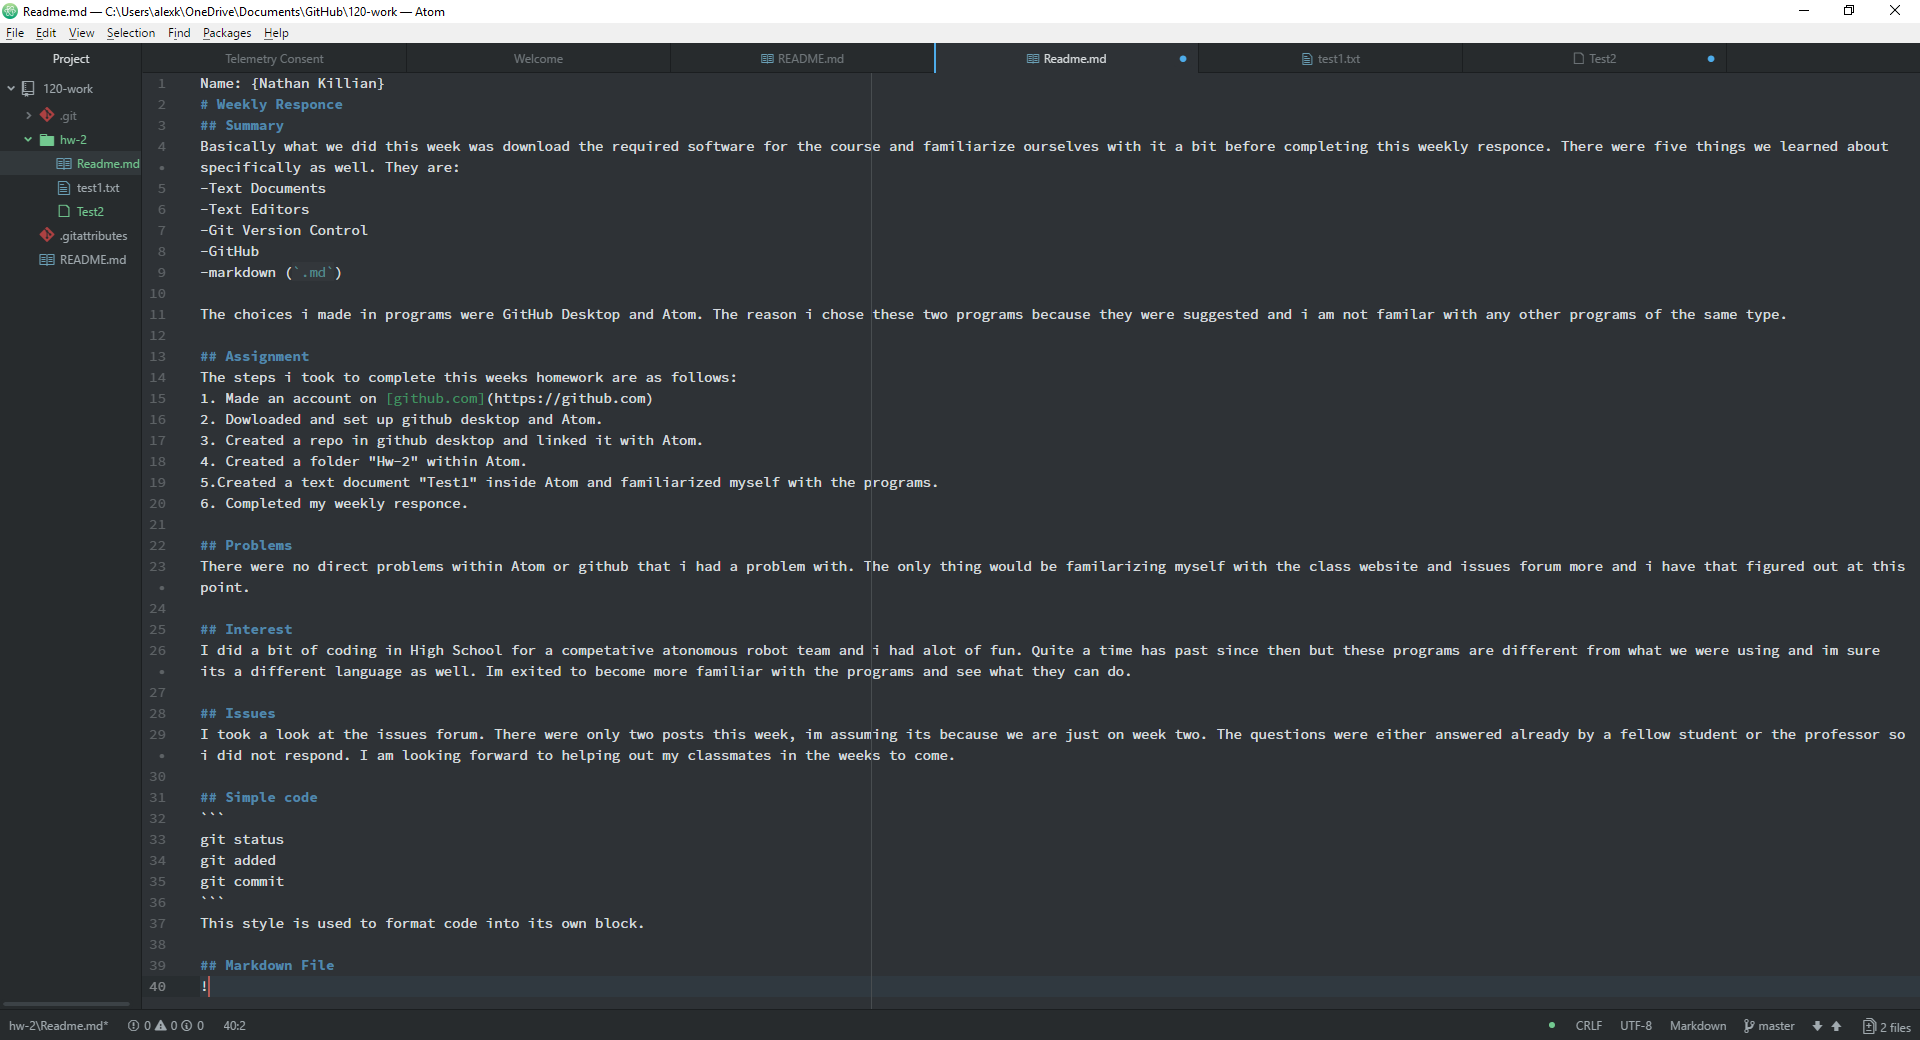 Readme.md — C:\Users\alexk\OneDrive\Documents\GitHub\120-work — Atom
File Edit View Selection Find Packages Help
Project
Telemetry Consent
Welcome
README.md
Readme.md
test1.txt
Test2
120-work
.git
hw-2
Readme.md
test1.txt
Test2
.gitattributes
README.md
1 Name: {Nathan Killian}
2 # Weekly Responce
3 ## Summary
4 Basically what we did this week was download the required software for the course and familiarize ourselves with it a bit before completing this weekly responce. There were five things we learned about
• specifically as well. They are:
5 -Text Documents
6 -Text Editors
7 -Git Version Control
8 -GitHub
9 -markdown (`.md`)
10
11 The choices i made in programs were GitHub Desktop and Atom. The reason i chose these two programs because they were suggested and i am not familar with any other programs of the same type.
12
13 ## Assignment
14 The steps i took to complete this weeks homework are as follows:
15 1. Made an account on [github.com](https://github.com)
16 2. Dowloaded and set up github desktop and Atom.
17 3. Created a repo in github desktop and linked it with Atom.
18 4. Created a folder "Hw-2" within Atom.
19 5.Created a text document "Test1" inside Atom and familiarized myself with the programs.
20 6. Completed my weekly responce.
21
22 ## Problems
23 There were no direct problems within Atom or github that i had a problem with. The only thing would be familarizing myself with the class website and issues forum more and i have that figured out at this
• point.
24
25 ## Interest
26 I did a bit of coding in High School for a competative atonomous robot team and i had alot of fun. Quite a time has past since then but these programs are different from what we were using and im sure
• its a different language as well. Im exited to become more familiar with the programs and see what they can do.
27
28 ## Issues
29 I took a look at the issues forum. There were only two posts this week, im assuming its because we are just on week two. The questions were either answered already by a fellow student or the professor so
• i did not respond. I am looking forward to helping out my classmates in the weeks to come.
30
31 ## Simple code
32 ```
33 git status
34 git added
35 git commit
36 ```
37 This style is used to format code into its own block.
38
39 ## Markdown File
40 !
hw-2\Readme.md* 0 0 0 40:2
CRLF UTF-8 Markdown master 2 files